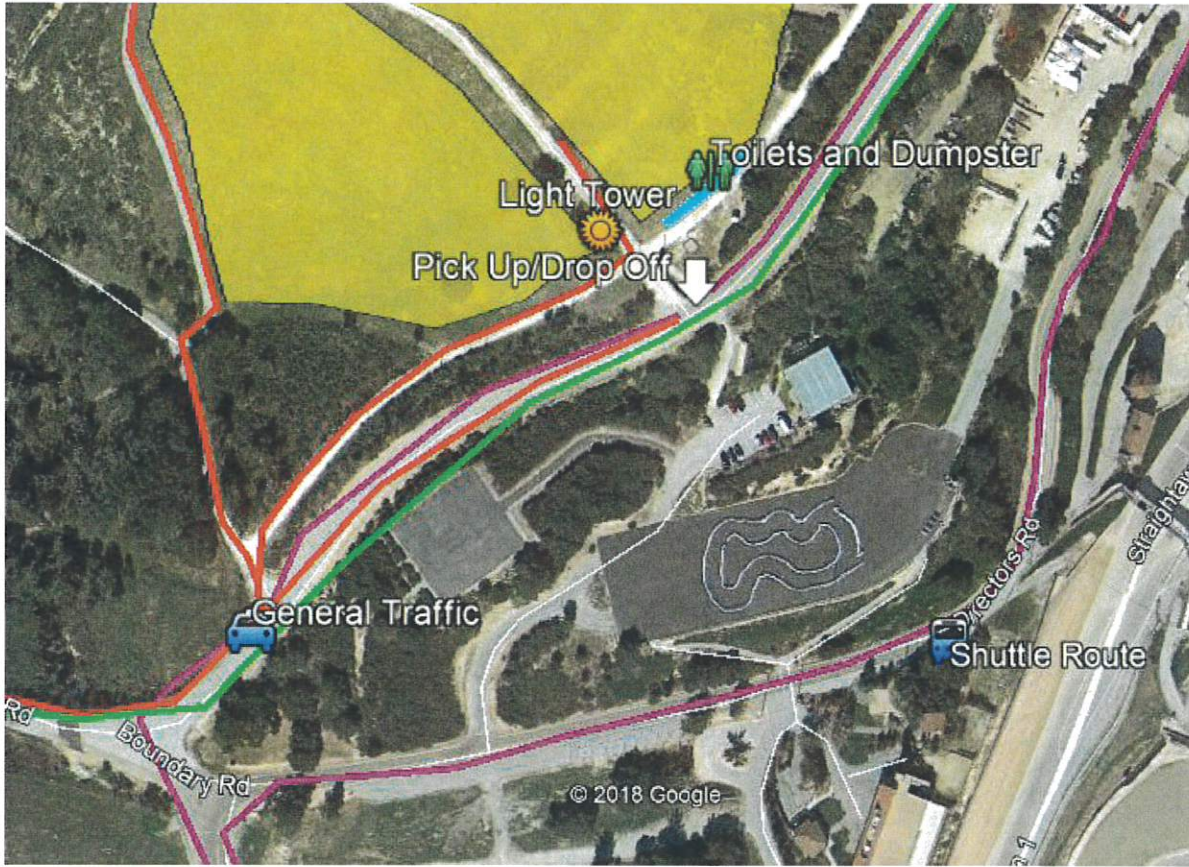 Toilets and Dumpster
Light Tower
Pick Up/Drop Off
General Traffic
Directors Rd
Shuttle Route
Rd
Boundary Rd
© 2018 Google